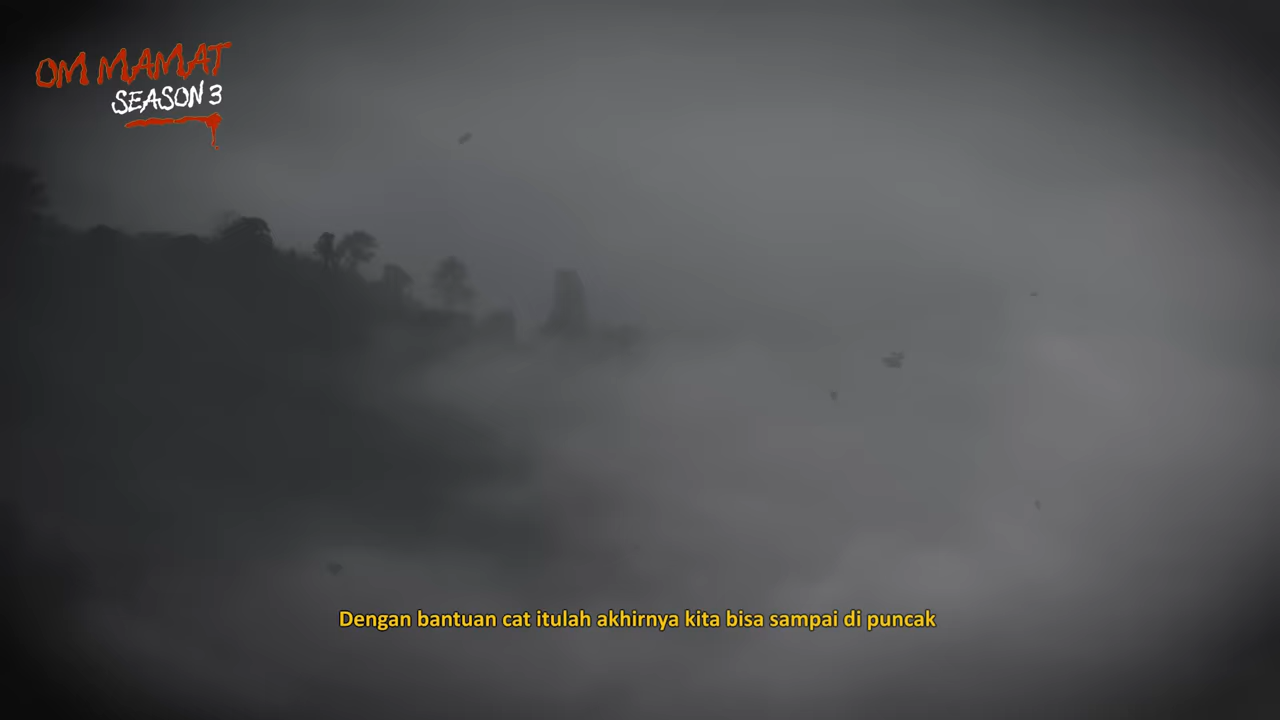 OM MAMAT
SEASON 3
Dengan bantuan cat itulah akhirnya kita bisa sampai di puncak